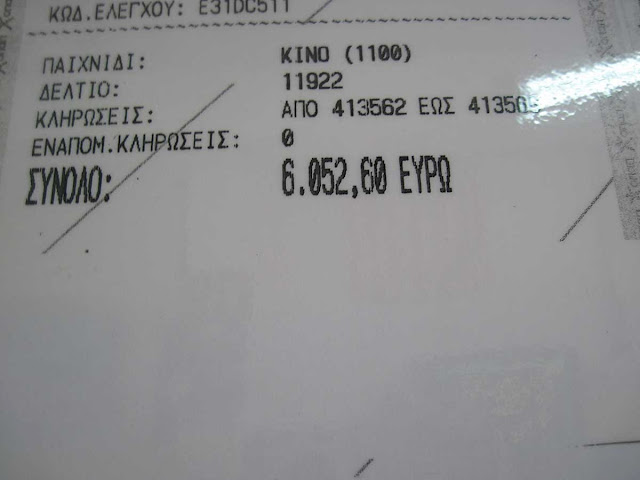 ΚΩΔ.ΕΛΕΓΧΟΥ: E31DC511
ΠΑΙΧΝΙΔΙ: ΚΙΝΟ (1100)
ΔΕΛΤΙΟ: 11922
ΚΛΗΡΩΣΕΙΣ: ΑΠΟ 413562 ΕΩΣ
ΕΝΑΠΟΜ.ΚΛΗΡΩΣΕΙΣ: 0
ΣΥΝΟΛΟ: 6.052,60 ΕΥΡΩ